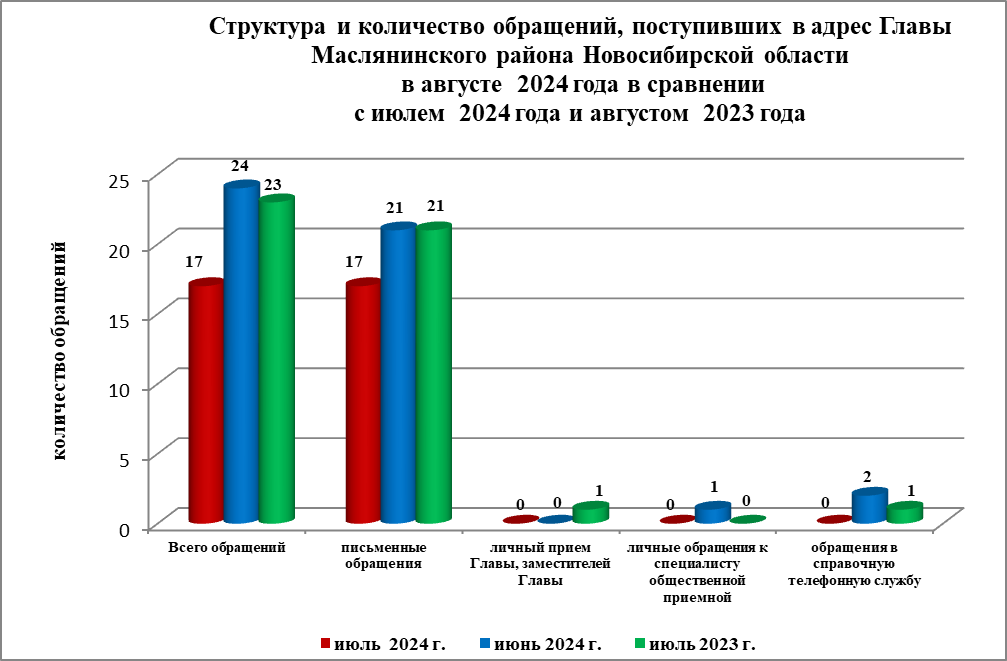 Структура и количество обращений, поступивших в адрес Главы
Маслянинского района Новосибирской области
в августе 2024 года в сравнении
с июлем 2024 года и августом 2023 года
количество обращений
25
20
15
10
5
0
17
24
23
17
21
21
0
0
1
0
1
0
0
2
1
Всего обращений
письменные
обращения
личный прием
Главы, заместителей
Главы
личные обращения к
специалисту
общественной
приемной
обращения в
справочную
телефонную службу
июль 2024 г.
июнь 2024 г.
июль 2023 г.